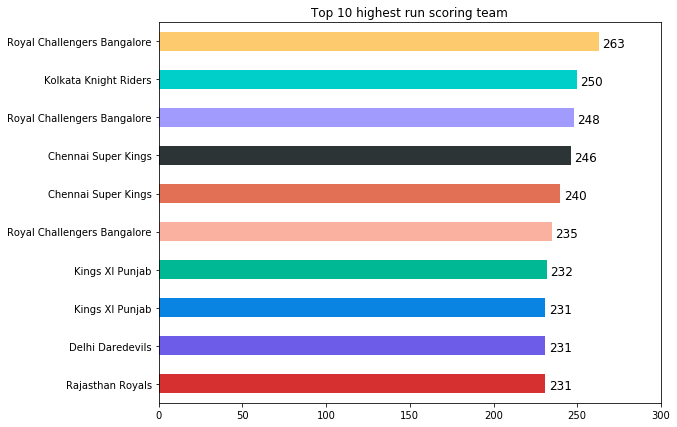 Top 10 highest run scoring team
Royal Challengers Bangalore 263
Kolkata Knight Riders 250
Royal Challengers Bangalore 248
Chennai Super Kings 246
Chennai Super Kings 240
Royal Challengers Bangalore 235
Kings XI Punjab 232
Kings XI Punjab 231
Delhi Daredevils 231
Rajasthan Royals 231
0 50 100 150 200 250 300